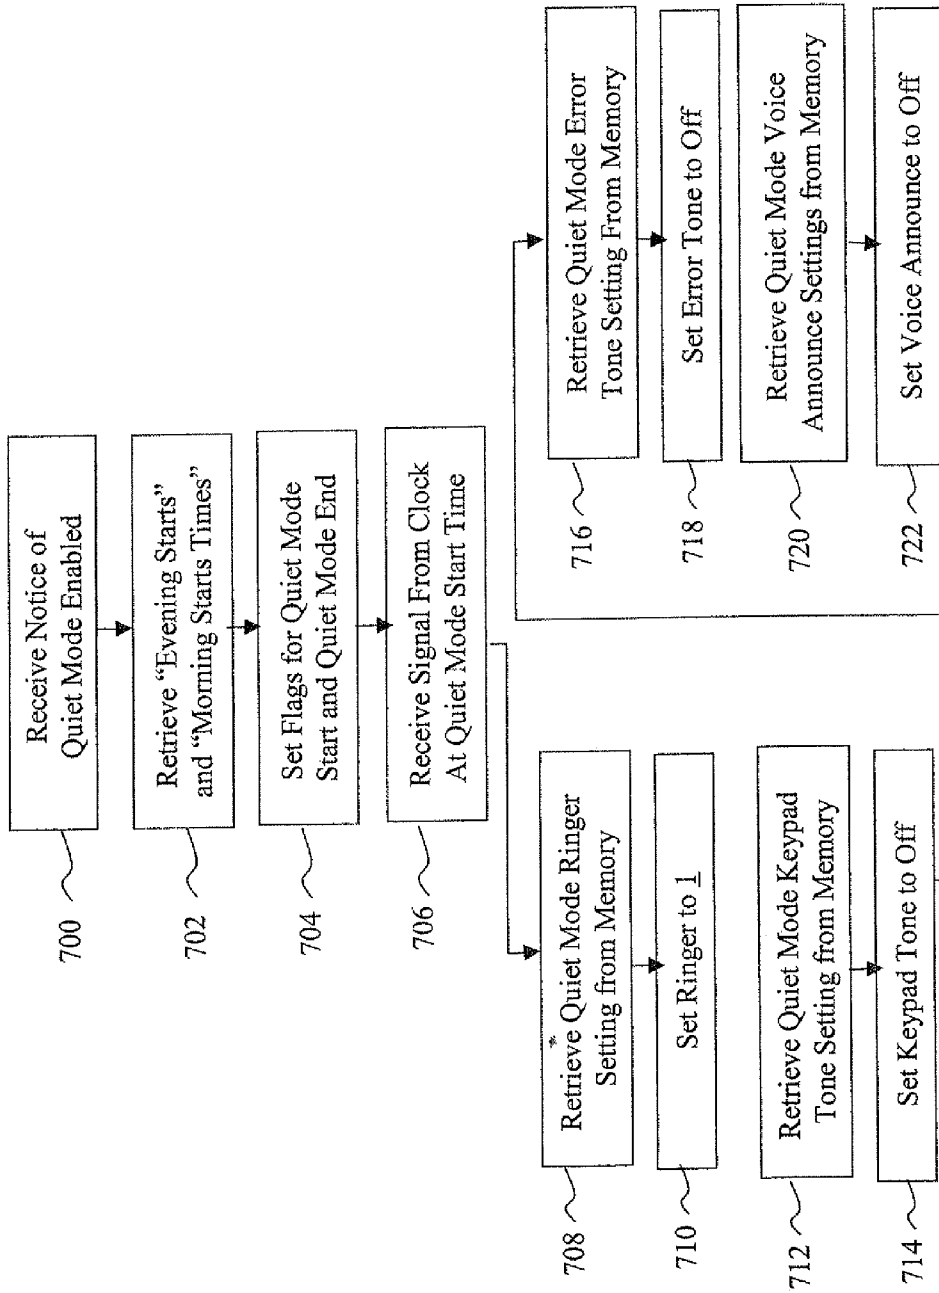 700
Receive Notice of
Quiet Mode Enabled
702
Retrieve “Evening Starts”
and “Morning Starts Times”
704
Set Flags for Quiet Mode
Start and Quiet Mode End
706
Receive Signal From Clock
At Quiet Mode Start Time
708
Retrieve Quiet Mode Ringer
Setting from Memory
710
Set Ringer to 1
712
Retrieve Quiet Mode Keypad
Tone Setting from Memory
714
Set Keypad Tone to Off
716
Retrieve Quiet Mode Error
Tone Setting From Memory
718
Set Error Tone to Off
720
Retrieve Quiet Mode Voice
Announce Settings from Memory
722
Set Voice Announce to Off